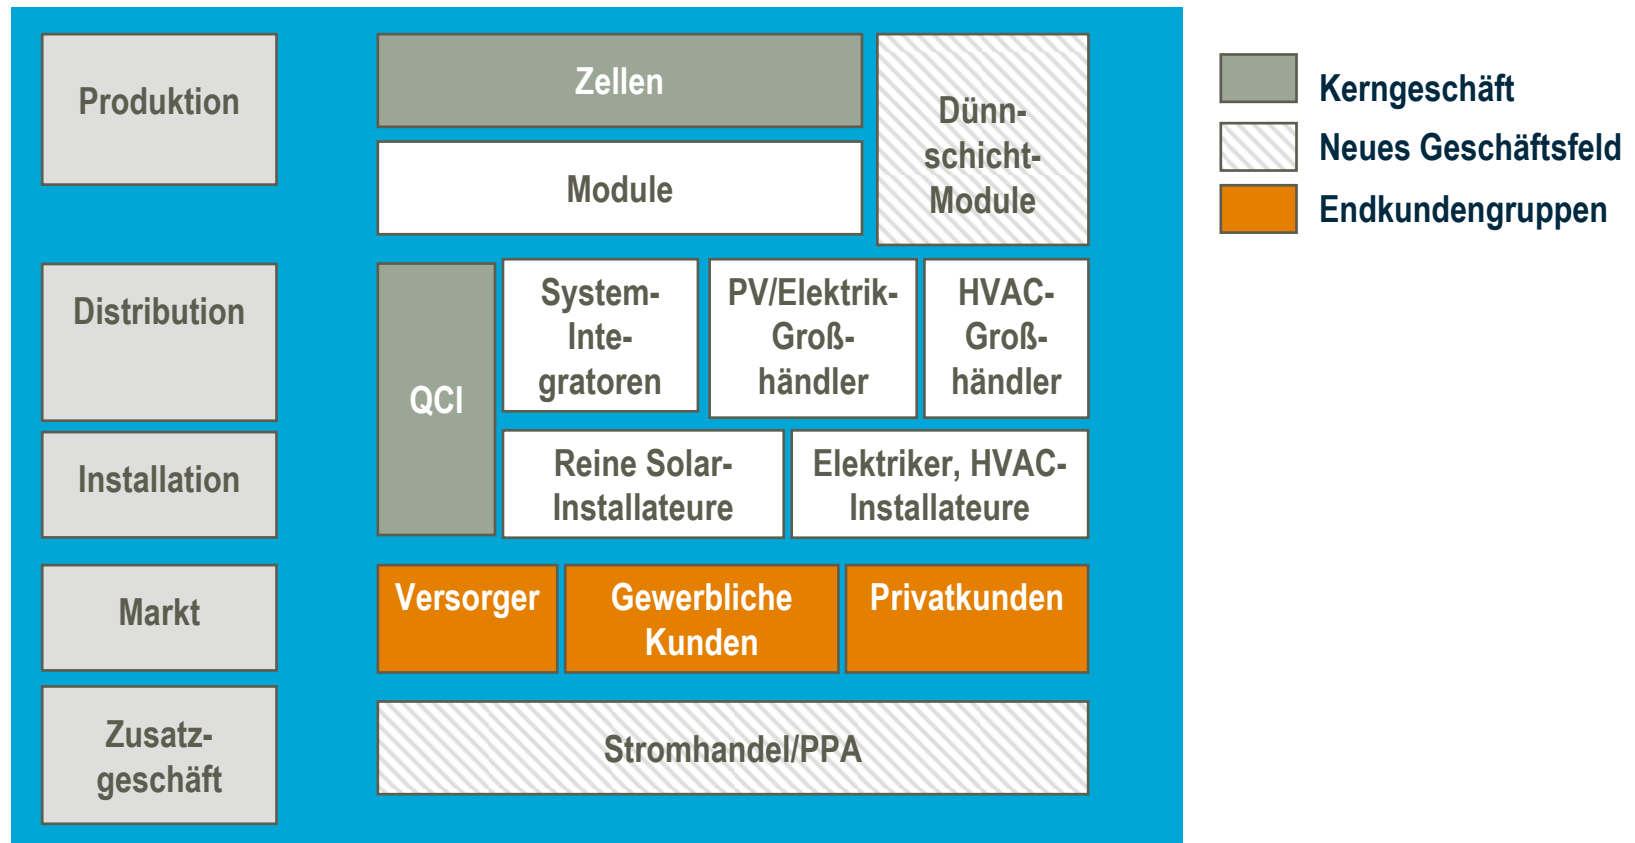 Produktion
Zellen
Module
Dünn-
schicht-
Module
Kerngeschäft
Neues Geschäftsfeld
Endkundengruppen
Distribution
QCI
System-
Inte-
gratoren
PV/Elektrik-
Groß-
händler
HVAC-
Groß-
händler
Installation
Reine Solar-
Installateure
Elektriker, HVAC-
Installateure
Markt
Versorger
Gewerbliche
Kunden
Privatkunden
Zusatz-
geschäft
Stromhandel/PPA